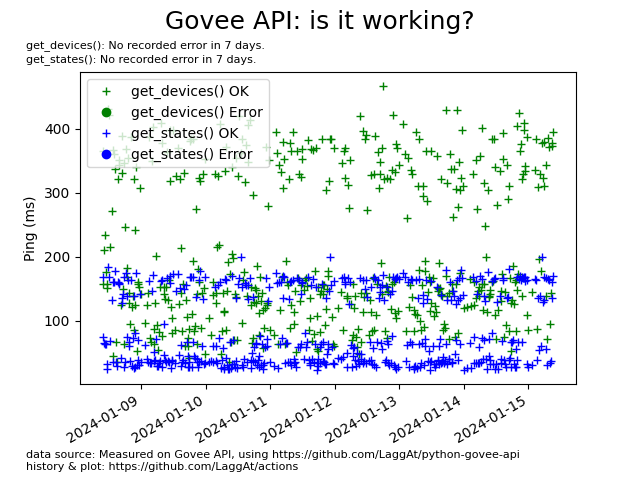 Govee API: is it working?
get_devices(): No recorded error in 7 days.
get_states(): No recorded error in 7 days.
get_devices() OK
get_devices() Error
get_states() OK
get_states() Error
400
300
200
100
Ping (ms)
2024-01-09
2024-01-10
2024-01-11
2024-01-12
2024-01-13
2024-01-14
2024-01-15
data source: Measured on Govee API, using https://github.com/LaggAt/python-govee-api
history & plot: https://github.com/LaggAt/actions